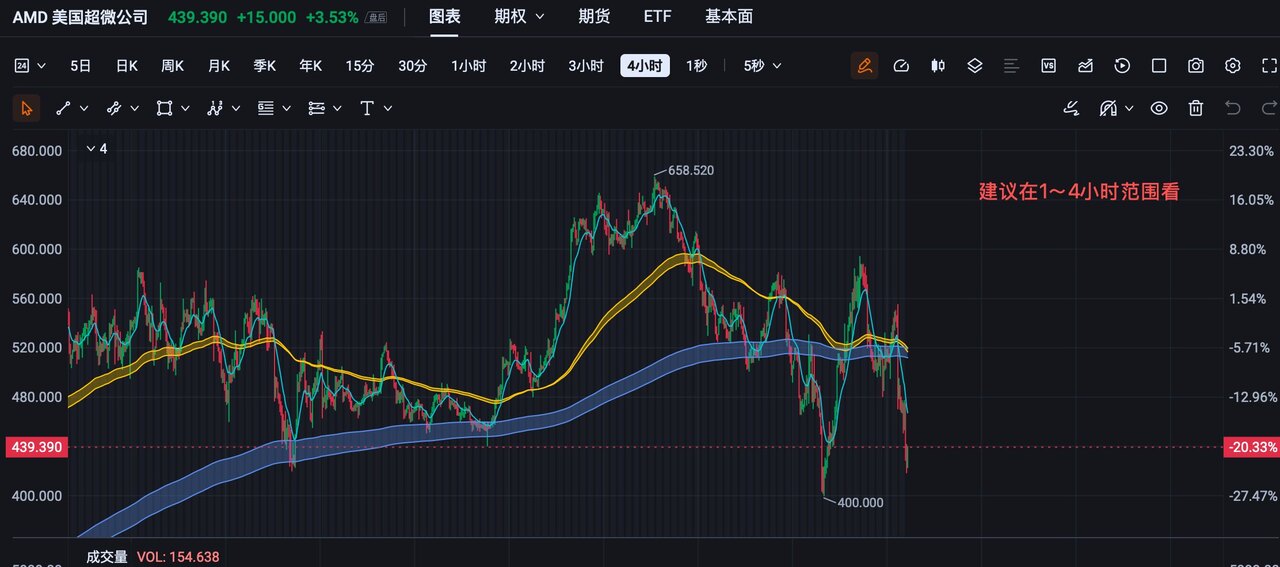 AMD 美国超微公司 439.390 +15.000 +3.53% 盘后 图表 期权 期货 ETF 基本面
24 5日 日K 周K 月K 季K 年K 15分 30分 1小时 2小时 3小时 4小时 1秒 5秒 VS
T
680.000 4 23.30%
658.520
640.000 建议在1～4小时范围看 16.05%
600.000 8.80%
560.000 1.54%
520.000 -5.71%
480.000 -12.96%
439.390 -20.33%
400.000 400.000 -27.47%
成交量 VOL: 154.638